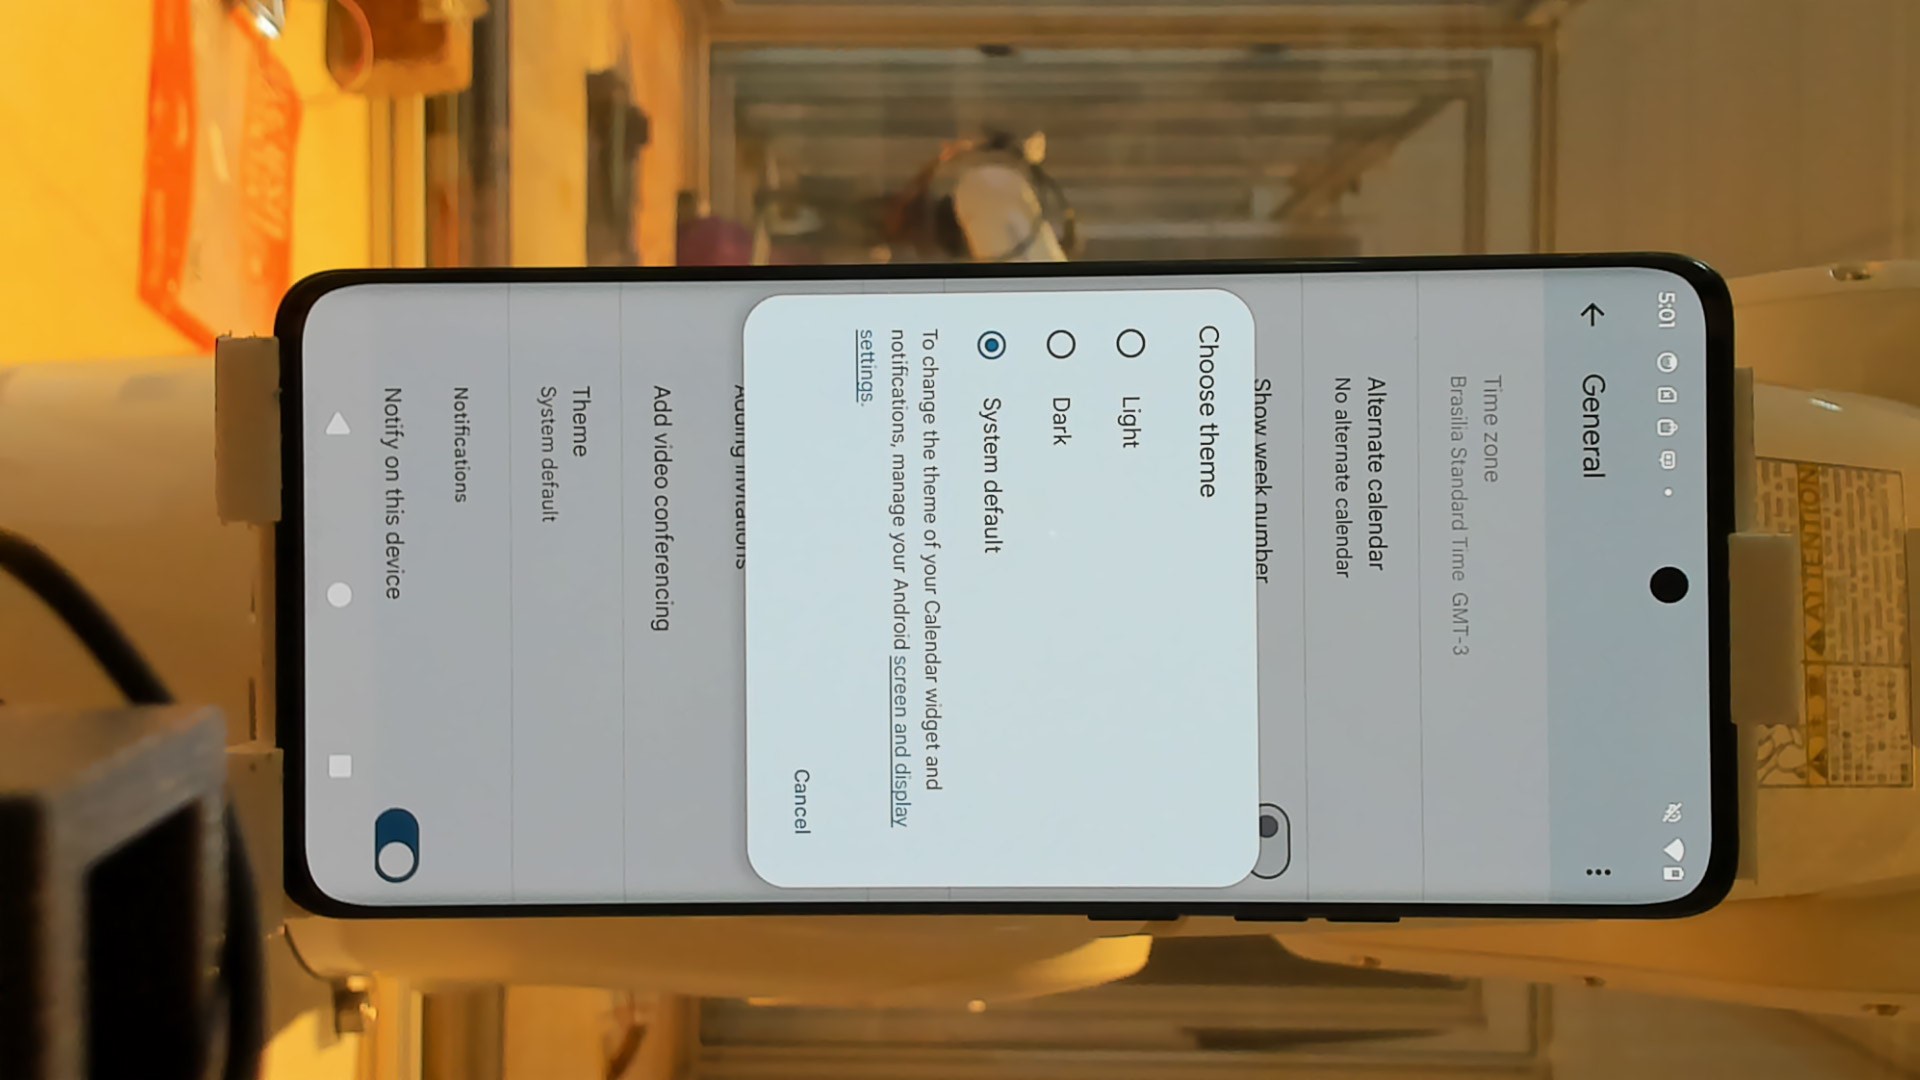 5:01
General
Time zone
Brasilia Standard Time GMT-3
Alternate calendar
No alternate calendar
Show week number
Choose theme
Light
Dark
System default
To change the theme of your Calendar widget and
notifications, manage your Android screen and display
settings.
Cancel
Adding invitations
Add video conferencing
Theme
System default
Notifications
Notify on this device
ATTENTION